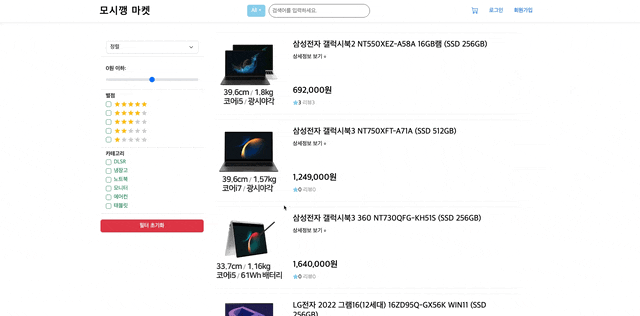 모시깽 마켓
All
검색어를 입력하세요.
로그인
회원가입
정렬
0원 이하:
별점
카테고리
DLSR
냉장고
노트북
모니터
에어컨
태블릿
필터 초기화
39.6cm / 1.8kg
코어i5 / 광시야각
삼성전자 갤럭시북2 NT550XEZ-A58A 16GB램 (SSD 256GB)
상세정보 보기 +
692,000원
3 리뷰3
39,6cm / 1.57kg
코어i7 / 광시야각
삼성전자 갤럭시북3 NT750XFT-A71A (SSD 512GB)
상세정보 보기 +
1,249,000원
0 리뷰0
33.7cm / 1,16kg
코어i5 / 61Wh 배터리
삼성전자 갤럭시북3 360 NT730QFG-KH51S (SSD 256GB)
상세정보 보기 +
1,640,000원
0 리뷰0
LG전자 2022 그램16(12세대) 16ZD95Q-GX56K WIN11 (SSD
256GB)